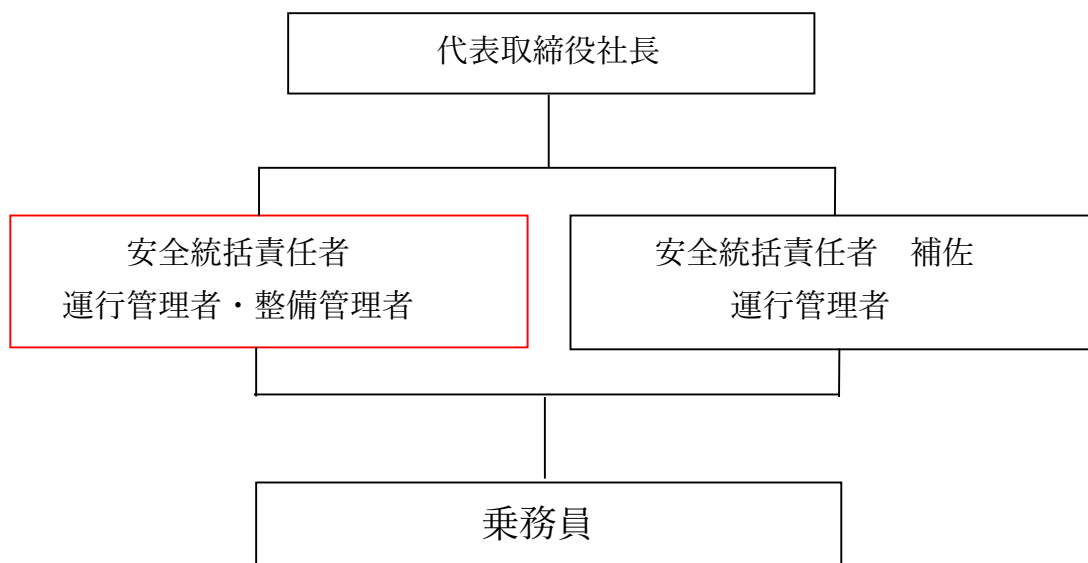 代表取締役社長
安全統括責任者
運行管理者・整備管理者
安全統括責任者　補佐
運行管理者
乗務員